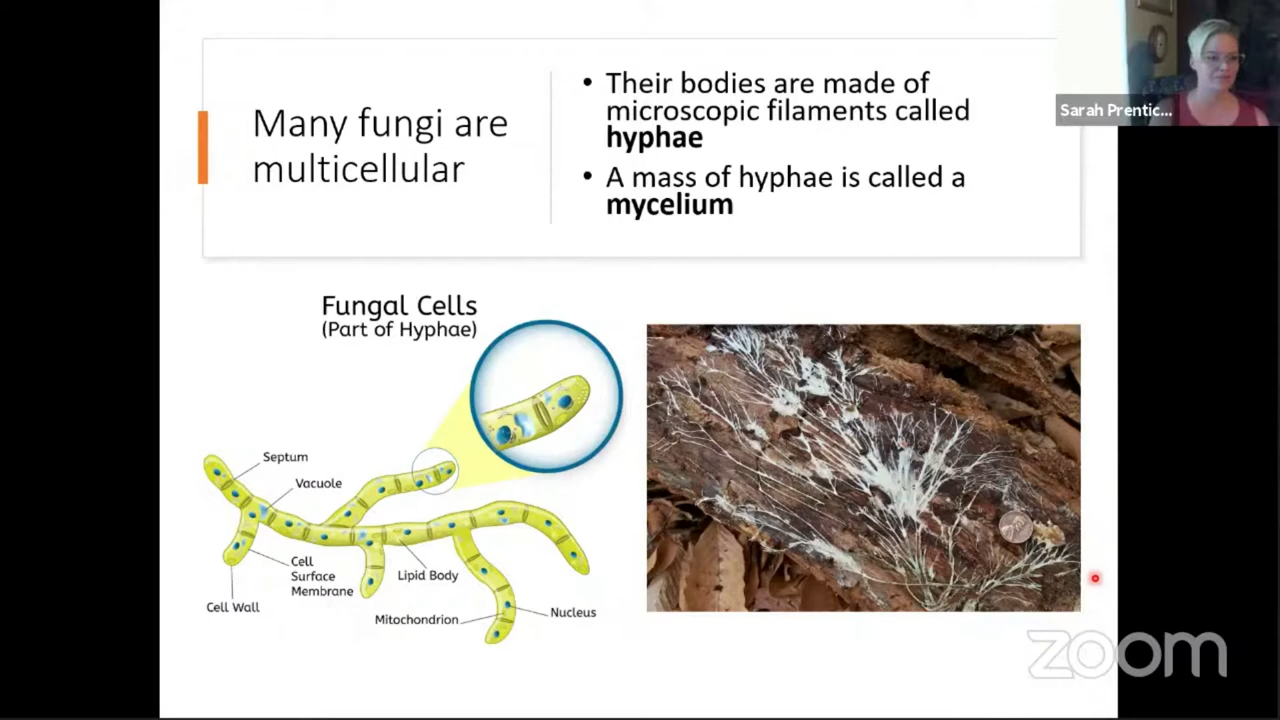 Many fungi are
multicellular
• Their bodies are made of
microscopic filaments called
hyphae
• A mass of hyphae is called a
mycelium
Sarah Prentic...
Fungal Cells
(Part of Hyphae)
Septum
Vacuole
Cell
Surface
Membrane
Lipid Body
Cell Wall
Mitochondrion
Nucleus
zoom